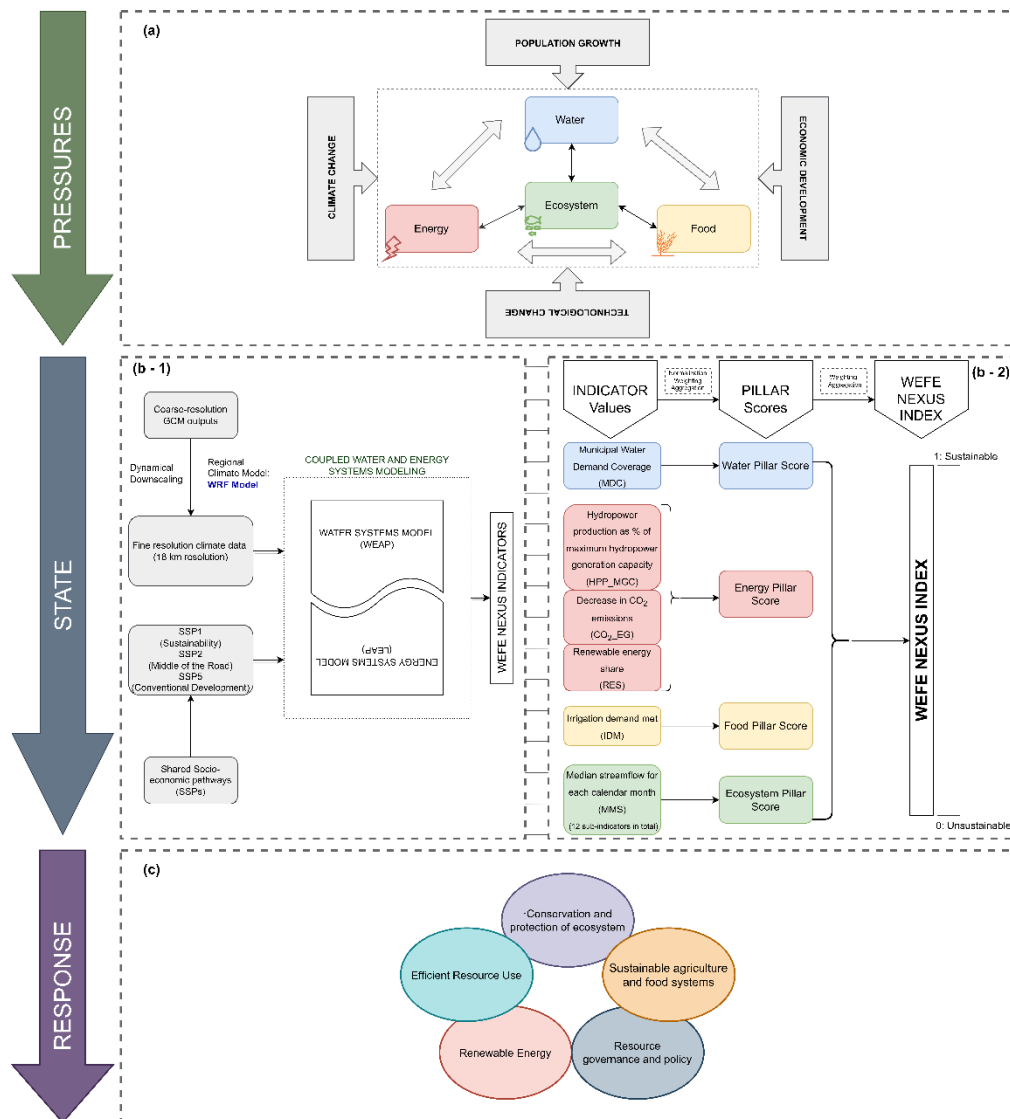 PRESSURES
(a)
POPULATION GROWTH
CLIMATE CHANGE
ECONOMIC DEVELOPMENT
Water
Ecosystem
Energy
Food
TECHNOLOGICAL CHANGE
STATE
(b - 1)
Coarse-resolution
GCM outputs
Dynamical
Downscaling
Regional
Climate Model:
WRF Model
Fine resolution climate data
(18 km resolution)
SSP1
(Sustainability)
SSP2
(Middle of the Road)
SSP5
(Conventional Development)
Shared Socio-
economic pathways
(SSPs)
COUPLED WATER AND ENERGY
SYSTEMS MODELING
WATER SYSTEMS MODEL
(WEAP)
ENERGY SYSTEMS MODEL
(LEAP)
WEFE NEXUS INDICATORS
(b - 2)
INDICATOR
Values
Normalisation
Weighting
Aggregation
PILLAR
Scores
Weighting
Aggregation
WEFE
NEXUS
INDEX
Municipal Water
Demand Coverage
(MDC)
Water Pillar Score
Hydropower
production as % of
maximum hydropower
generation capacity
(HPP_MGC)
Decrease in CO2
emissions
(CO2_EG)
Renewable energy
share
(RES)
Energy Pillar
Score
Irrigation demand met
(IDM)
Food Pillar Score
Median streamflow for
each calendar month
(MMS)
(12 sub-indicators in total)
Ecosystem Pillar
Score
WEFE NEXUS INDEX
1: Sustainable
0: Unsustainable
RESPONSE
(c)
·Conservation and
protection of ecosystem
Efficient Resource Use
Sustainable agriculture
and food systems
Renewable Energy
Resource
governance and policy